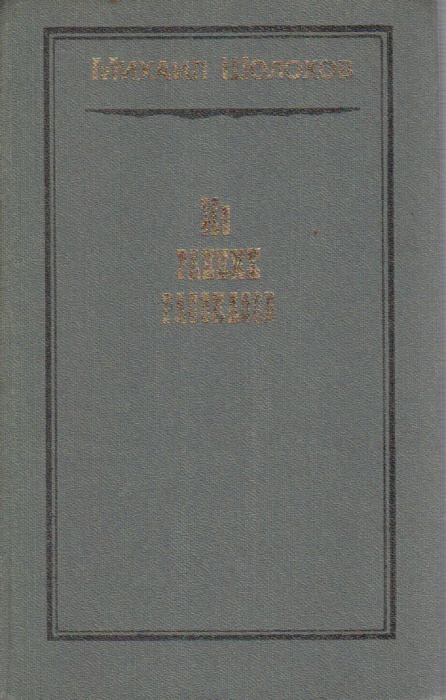 Михаил Шолохов
Из
ранних
рассказов